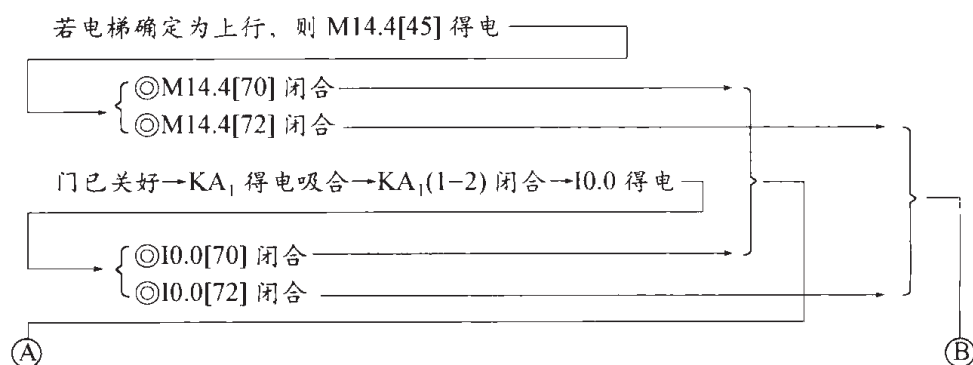 若电梯确定为上行、则 M14.4[45] 得电
◎M14.4[70] 闭合
◎M14.4[72] 闭合
门已关好→KA₁ 得电吸合→KA₁(1-2) 闭合→I0.0 得电
◎I0.0[70] 闭合
◎I0.0[72] 闭合
Ⓐ Ⓑ